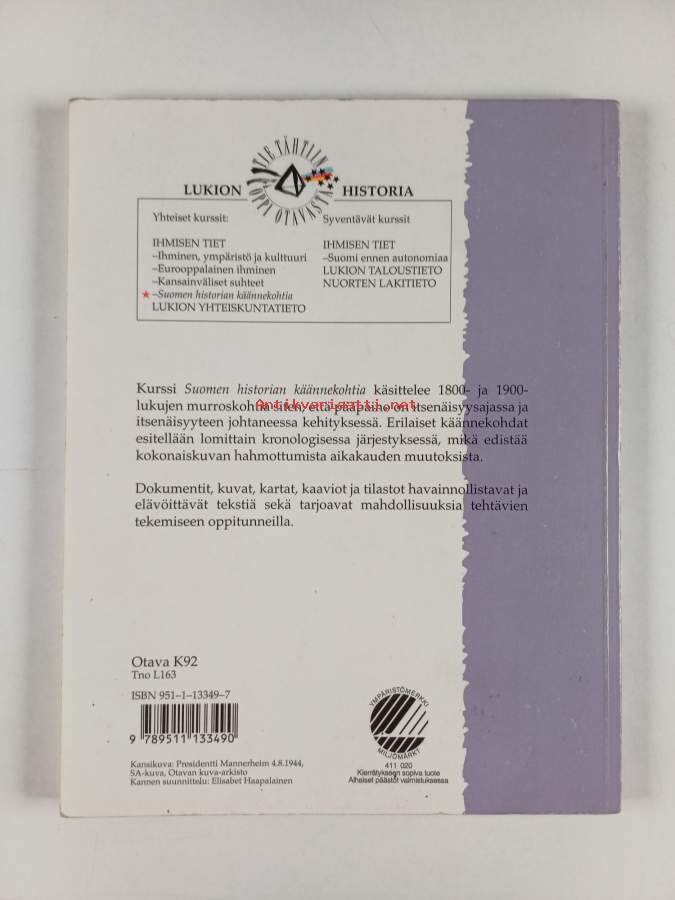 TIE TÄHTIIN
OPPI OTAVASTA
LUKION HISTORIA
Yhteiset kurssit: Syventävät kurssit
IHMISEN TIET IHMISEN TIET
–Ihminen, ympäristö ja kulttuuri –Suomi ennen autonomiaa
–Eurooppalainen ihminen LUKION TALOUSTIETO
–Kansainväliset suhteet NUORTEN LAKITIETO
–Suomen historian käännekohtia
LUKION YHTEISKUNTATIETO
Kurssi Suomen historian käännekohtia käsittelee 1800- ja 1900-
Antikvariaatti.net
lukujen murroskohtia siten, että pääpaino on itsenäisyysajassa ja
itsenäisyyteen johtaneessa kehityksessä. Erilaiset käännekohdat
esitellään lomittain kronologisessa järjestyksessä, mikä edistää
kokonaiskuvan hahmottumista aikakauden muutoksista.
Dokumentit, kuvat, kartat, kaaviot ja tilastot havainnollistavat ja
elävöittävät tekstiä sekä tarjoavat mahdollisuuksia tehtävien
tekemiseen oppitunneilla.
Otava K92
Tno L163
ISBN 951–1–13349–7
9 789511 133490
Kansikuva: Presidentti Mannerheim 4.8.1944,
SA-kuva, Otavan kuva-arkisto
Kannen suunnittelu: Elisabet Haapalainen
YMPÄRISTÖMERKKI
MILJÖMÄRKT
411 020
Kierrätykseen sopiva tuote
Alhaiset päästöt valmistuksessa